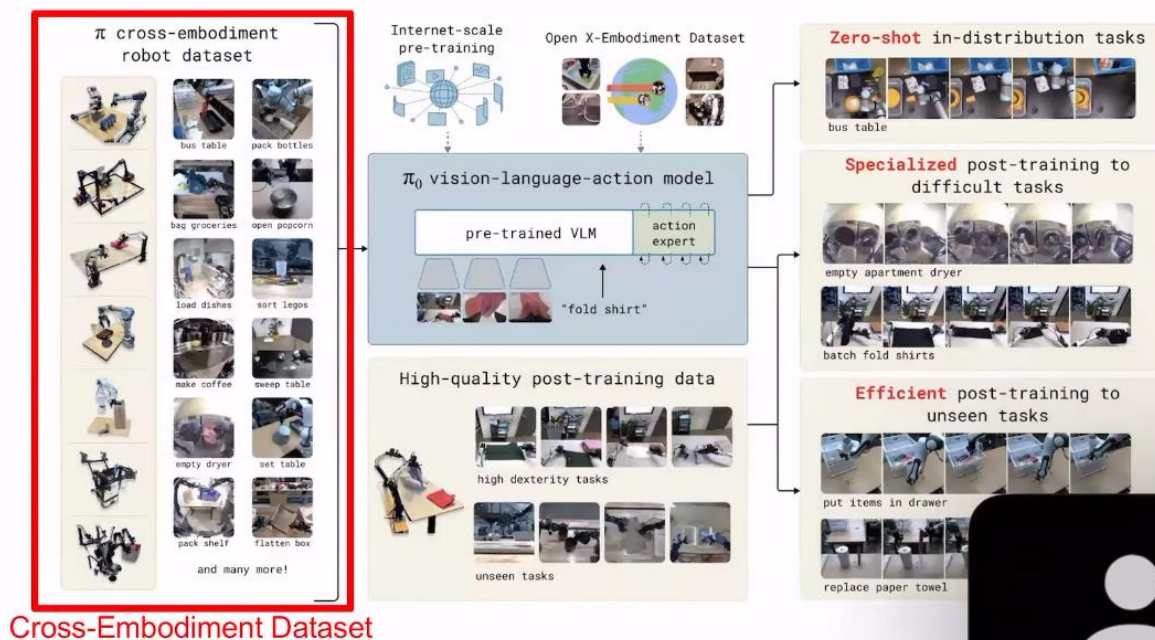 π cross-embodiment
robot dataset
bus table
pack bottles
bag groceries
open popcorn
load dishes
sort legos
make coffee
sweep table
empty dryer
set table
pack shelf
flatten box
and many more!
Cross-Embodiment Dataset
Internet-scale
pre-training
Open X-Embodiment Dataset
π₀ vision-language-action model
pre-trained VLM
action
expert
"fold shirt"
High-quality post-training data
high dexterity tasks
unseen tasks
Zero-shot in-distribution tasks
bus table
Specialized post-training to
difficult tasks
empty apartment dryer
batch fold shirts
Efficient post-training to
unseen tasks
put items in drawer
replace paper towel